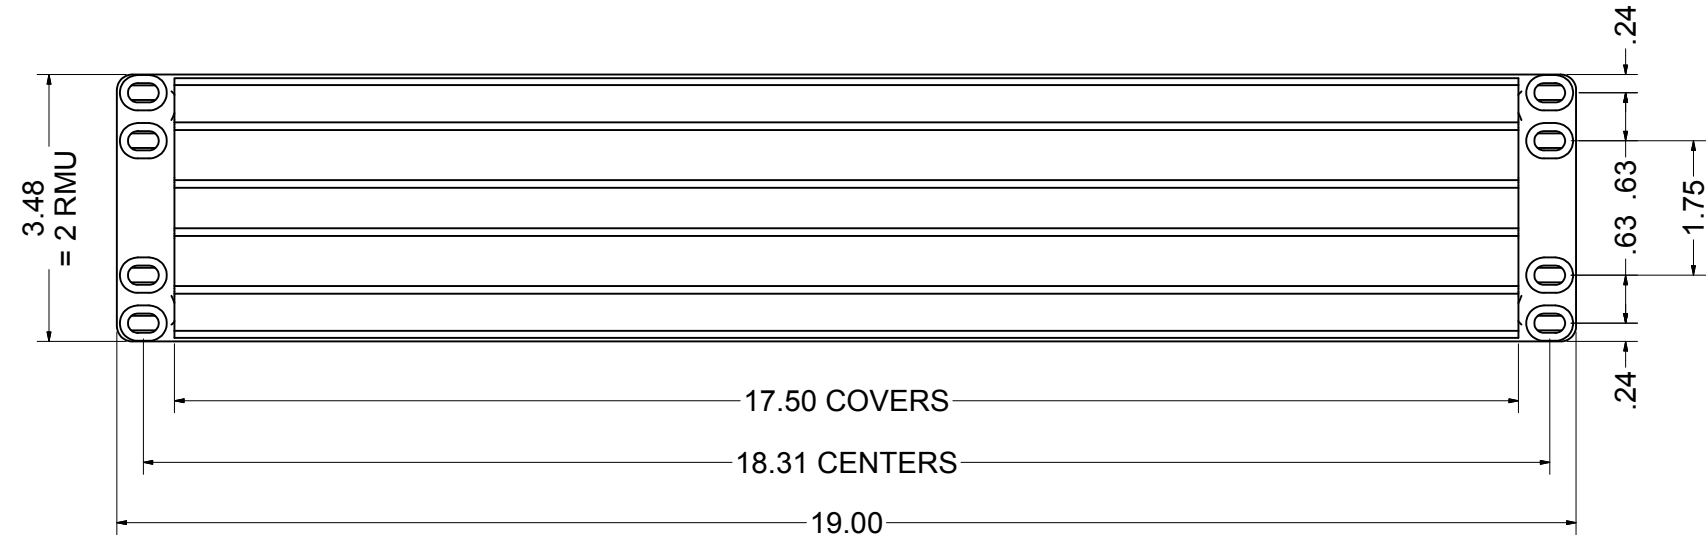 .24
3.48
= 2 RMU
.63
.63
1.75
.24
17.50 COVERS
18.31 CENTERS
19.00